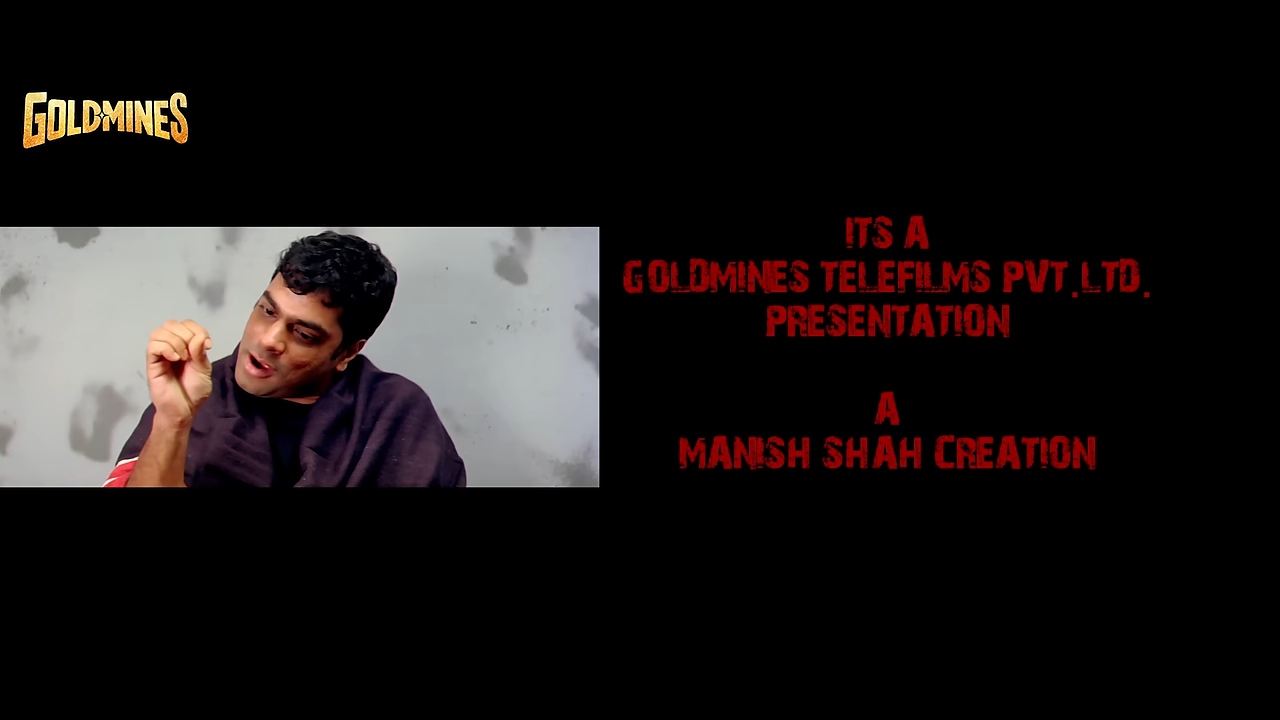 GOLDMINES
ITS A
GOLDMINES TELEFILMS PVT.LTD.
PRESENTATION
A
MANISH SHAH CREATION